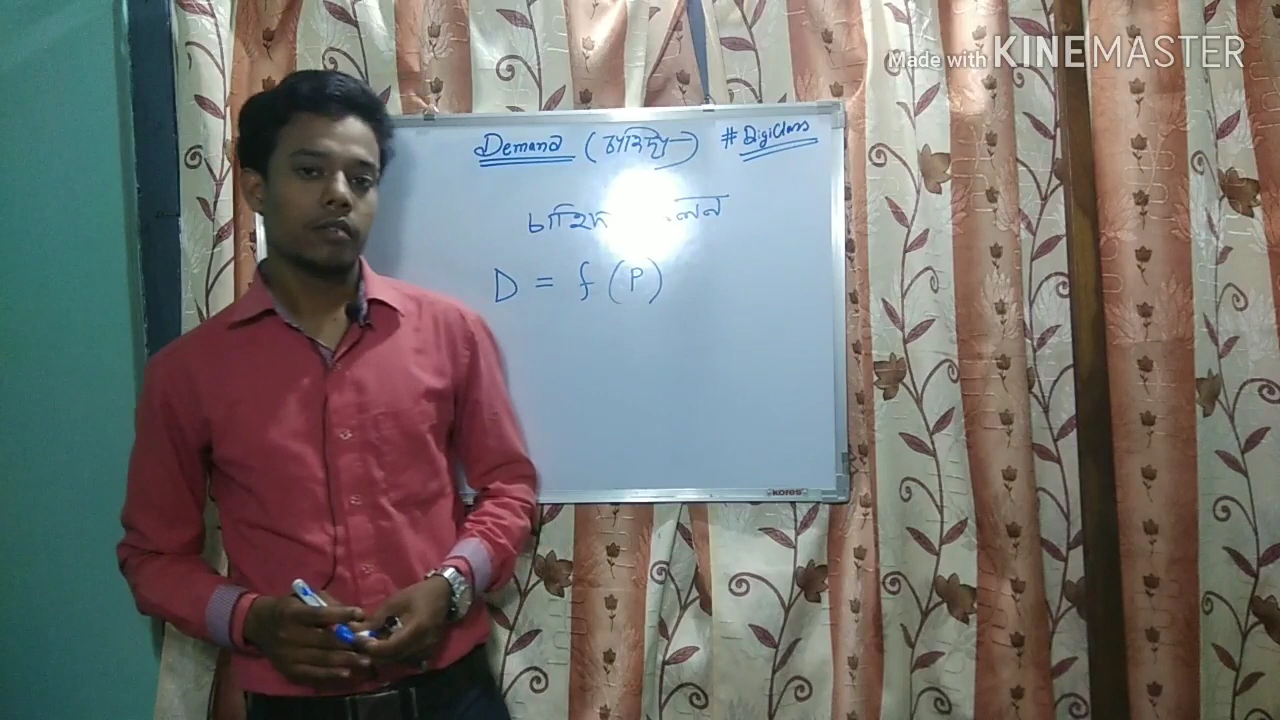 Made with KINEMASTER
Demand (চাহিদা) # DigiClass
D = f (P)
kores